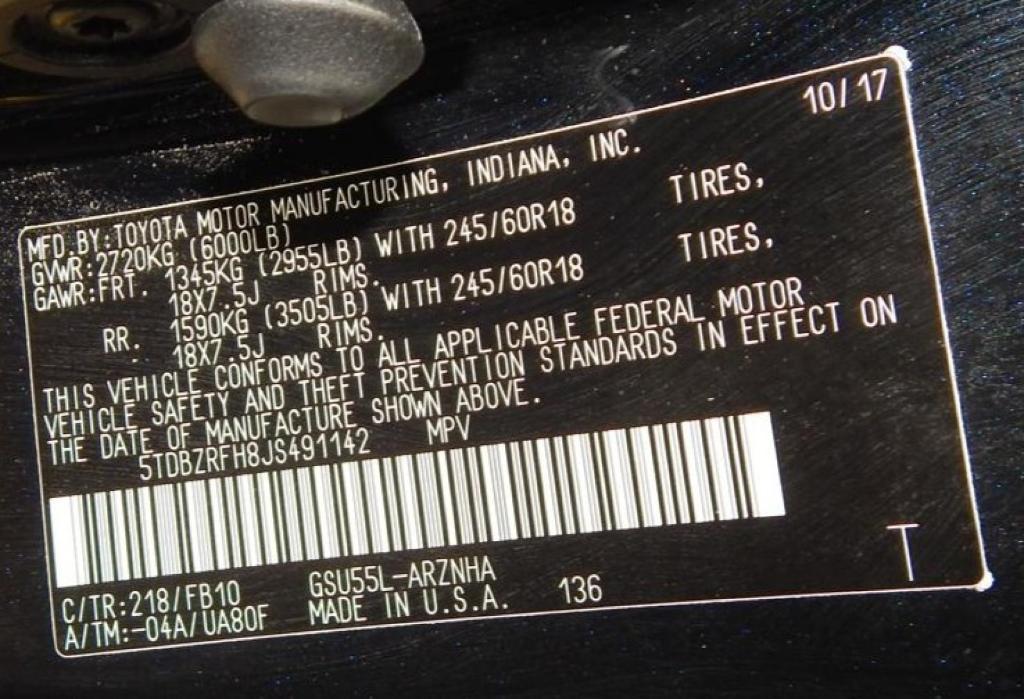 10/17
MFD.BY:TOYOTA MOTOR MANUFACTURING, INDIANA, INC.
GVWR:2720KG (6000LB)
GAWR:FRT. 1345KG (2955LB) WITH 245/60R18 TIRES,
18X7.5J RIMS.
RR. 1590KG (3505LB) WITH 245/60R18 TIRES,
18X7.5J RIMS.
THIS VEHICLE CONFORMS TO ALL APPLICABLE FEDERAL MOTOR
VEHICLE SAFETY AND THEFT PREVENTION STANDARDS IN EFFECT ON
THE DATE OF MANUFACTURE SHOWN ABOVE.
5TDBZRFH8JS491142 MPV
C/TR:218/FB10 GSU55L-ARZNHA
A/TM:-04A/UA80F MADE IN U.S.A. 136
T